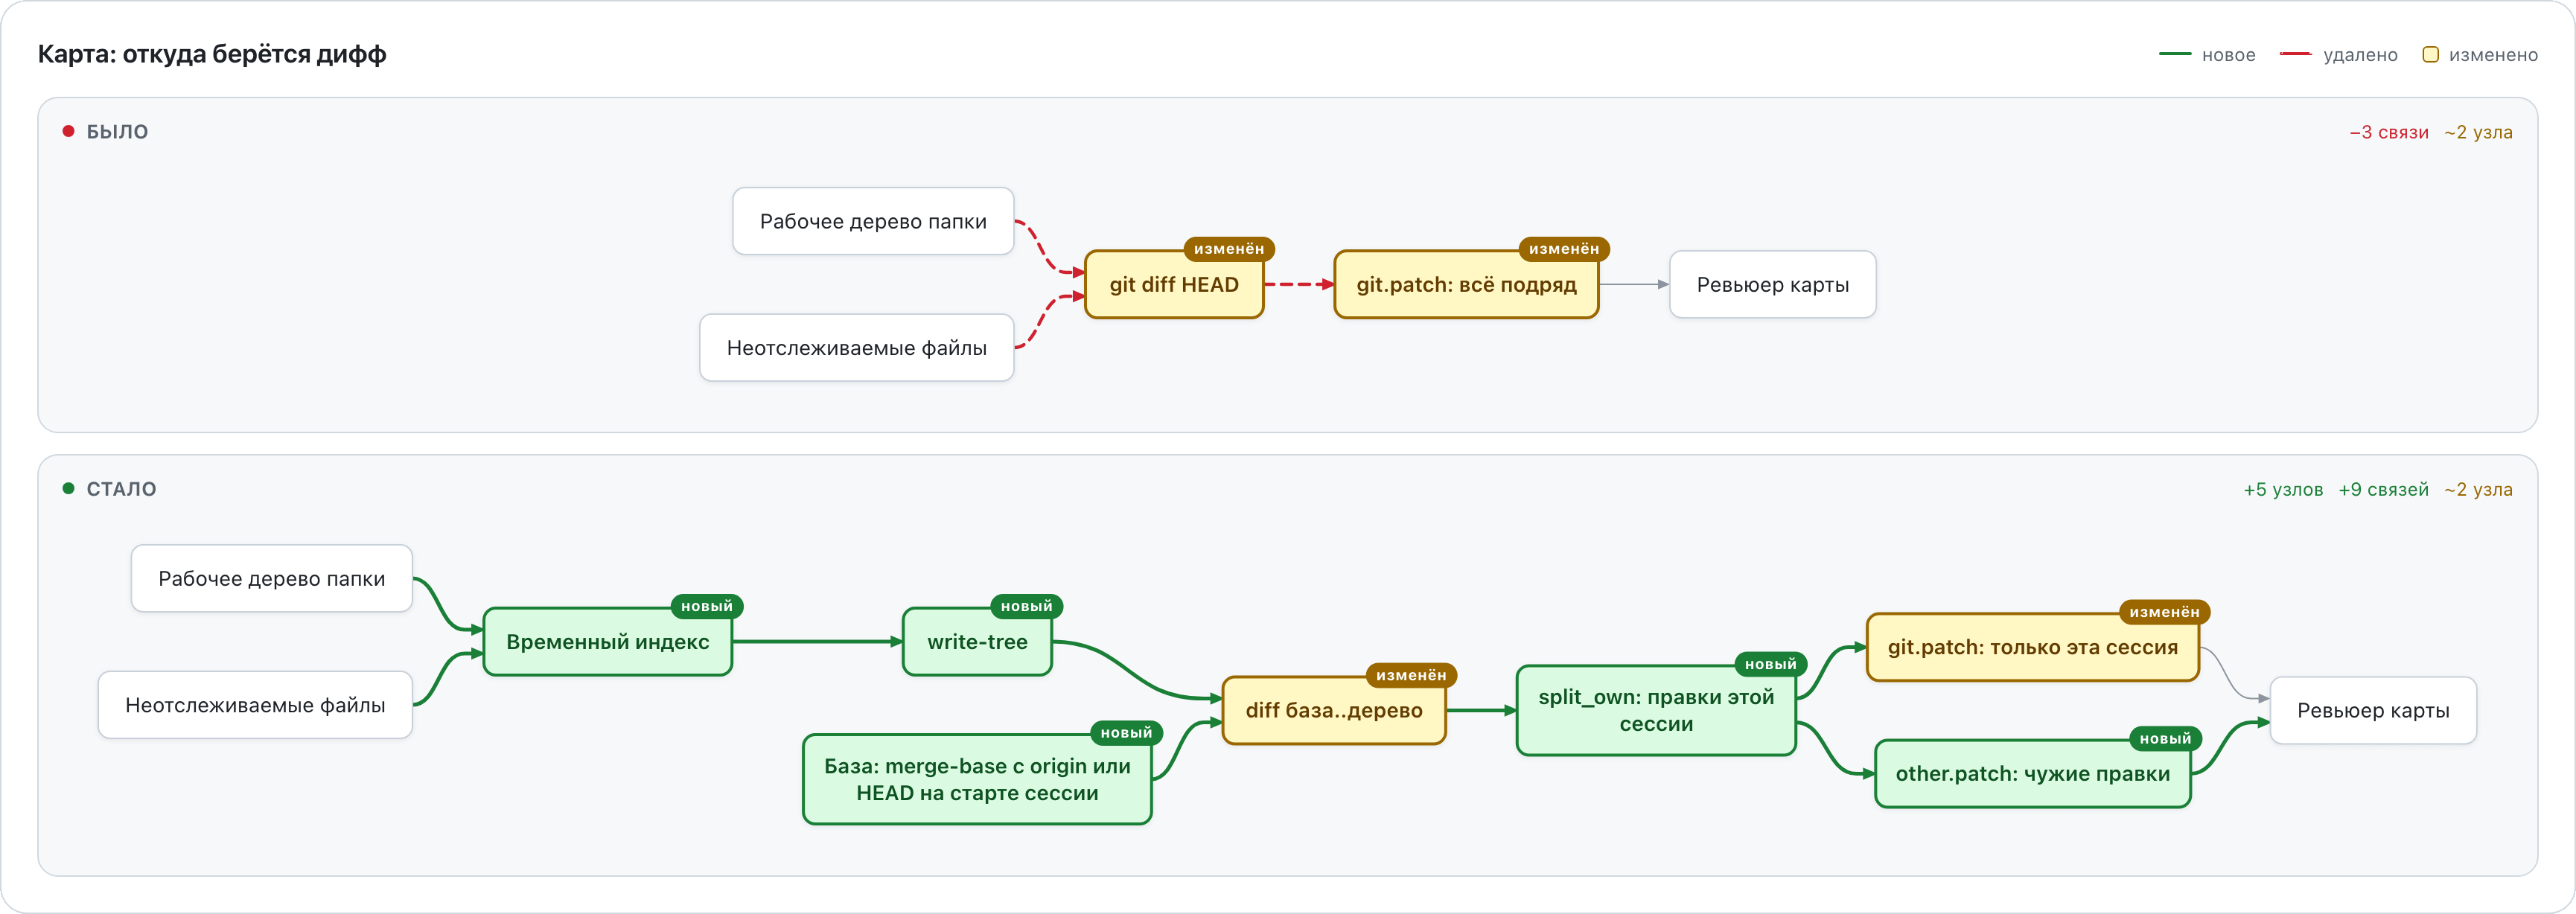 Карта: откуда берётся дифф
новое
удалено
изменено
БЫЛО
−3 связи
~2 узла
Рабочее дерево папки
Неотслеживаемые файлы
изменён
git diff HEAD
изменён
git.patch: всё подряд
Ревьюер карты
СТАЛО
+5 узлов
+9 связей
~2 узла
Рабочее дерево папки
Неотслеживаемые файлы
новый
Временный индекс
новый
write-tree
новый
База: merge-base с origin или
HEAD на старте сессии
изменён
diff база..дерево
новый
split_own: правки этой
сессии
изменён
git.patch: только эта сессия
новый
other.patch: чужие правки
Ревьюер карты